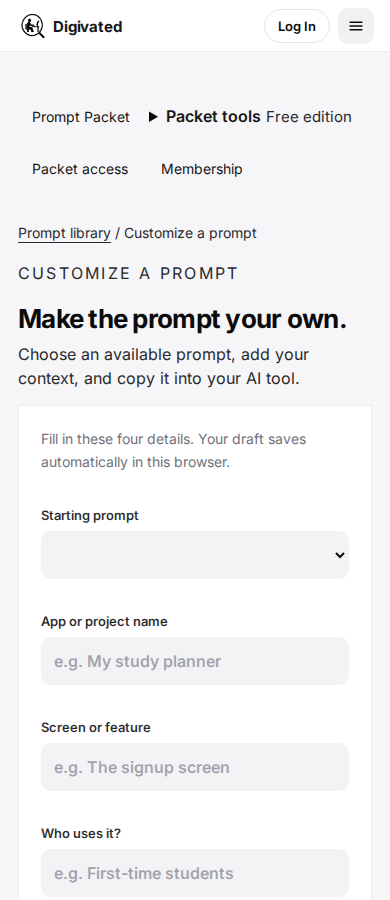 Digivated
Log In
Prompt Packet
Packet tools Free edition
Packet access
Membership
Prompt library / Customize a prompt
CUSTOMIZE A PROMPT
Make the prompt your own.
Choose an available prompt, add your
context, and copy it into your AI tool.
Fill in these four details. Your draft saves
automatically in this browser.
Starting prompt
App or project name
e.g. My study planner
Screen or feature
e.g. The signup screen
Who uses it?
e.g. First-time students